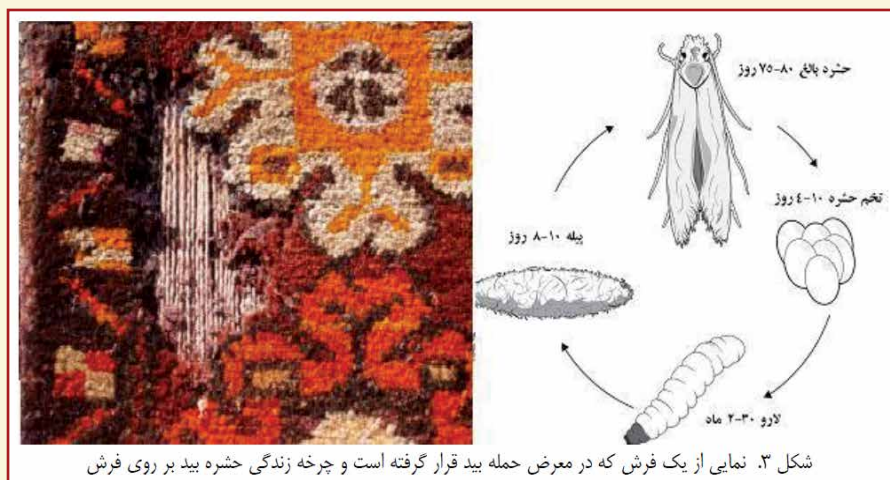 حشره بالغ ۸۰-۷۵ روز
تخم حشره ۱۰-۴ روز
پیله ۱۰-۸ روز
لارو ۳۰-۲ ماه
شکل ۳. نمایی از یک فرش که در معرض حمله بید قرار گرفته است و چرخه زندگی حشره بید بر روی فرش